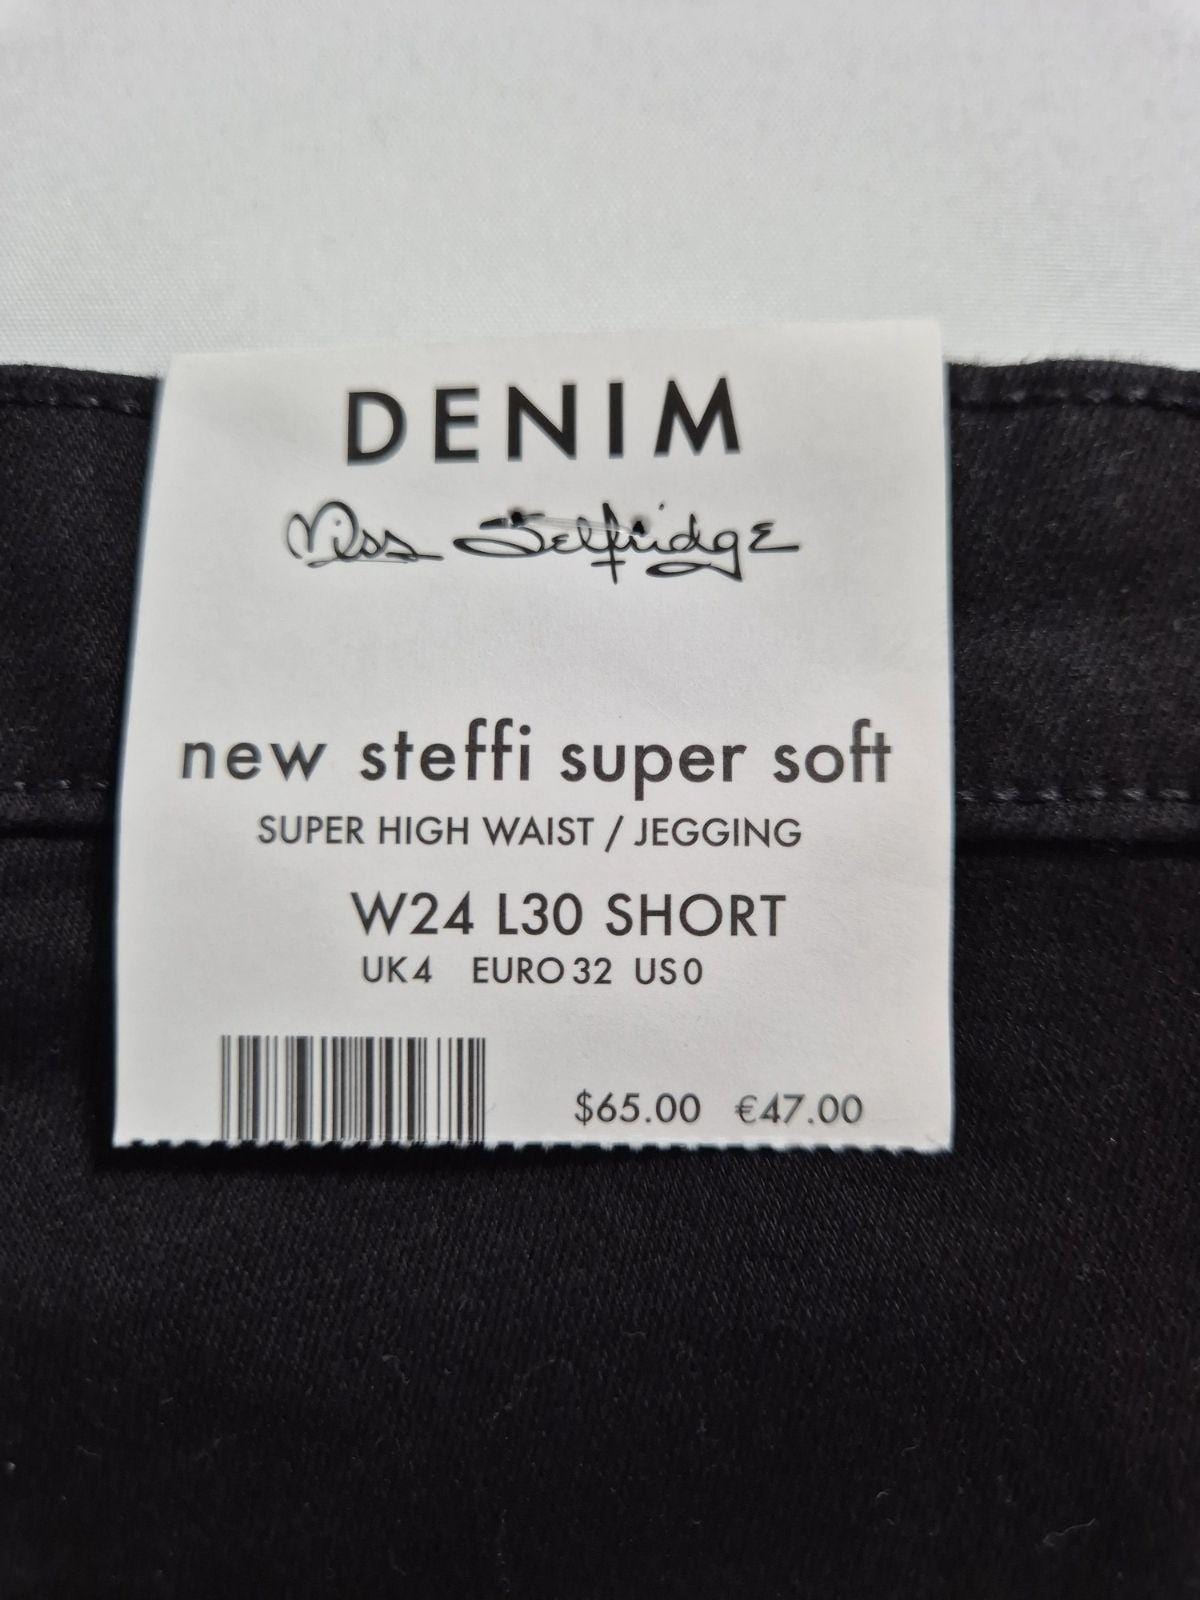 DENIM
Miss Selfridge
new steffi super soft
SUPER HIGH WAIST / JEGGING
W24 L30 SHORT
UK4 EURO 32 US0
$65.00 €47.00